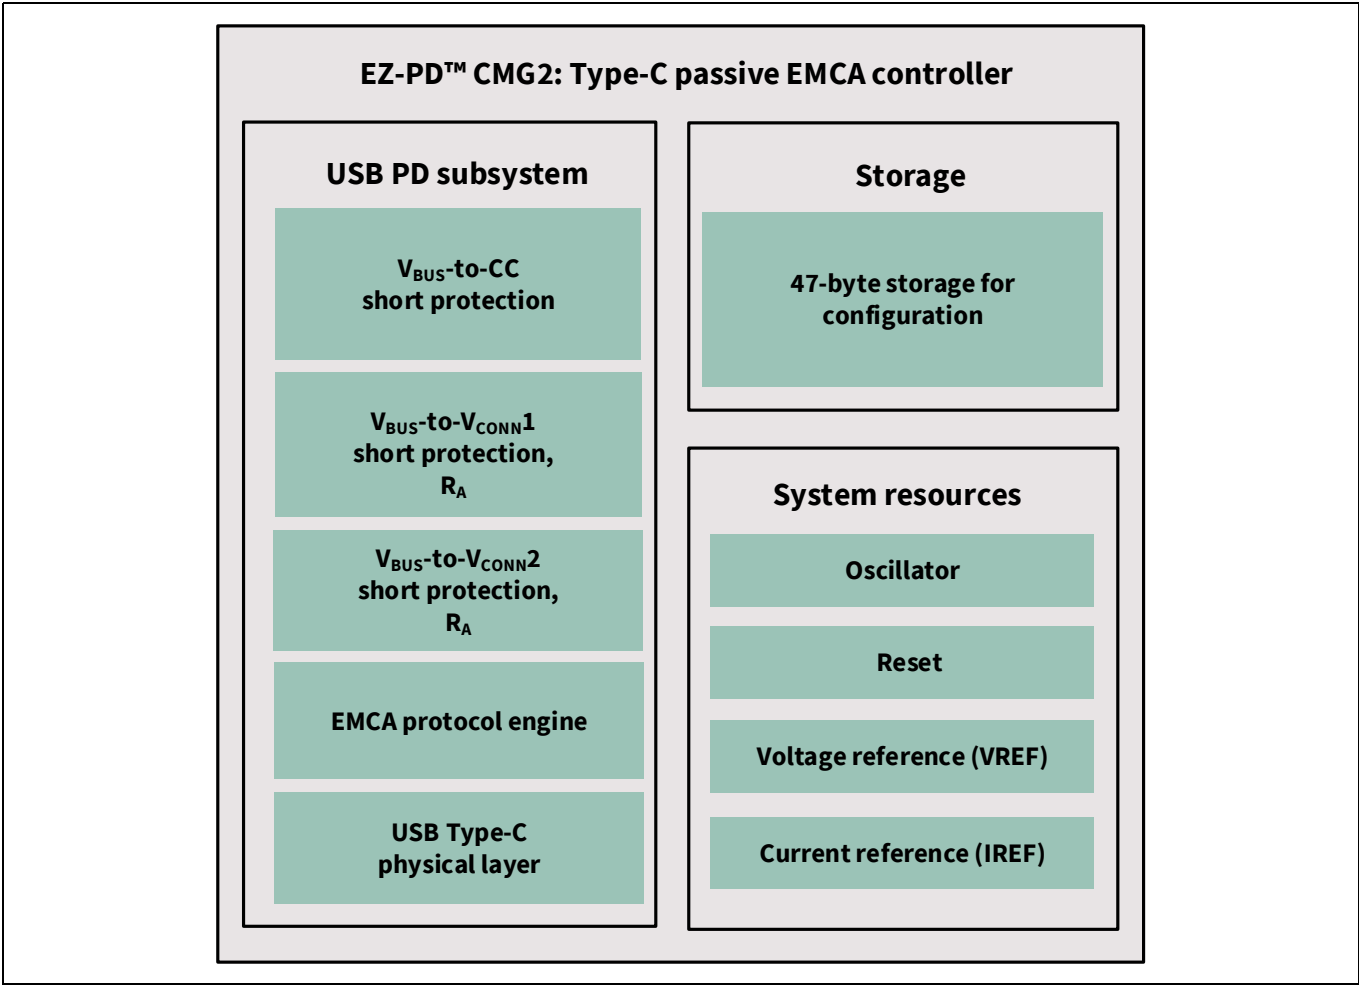 EZ-PD™ CMG2: Type-C passive EMCA controller
USB PD subsystem
VBUS-to-CC
short protection
VBUS-to-VCONN1
short protection,
RA
VBUS-to-VCONN2
short protection,
RA
EMCA protocol engine
USB Type-C
physical layer
Storage
47-byte storage for
configuration
System resources
Oscillator
Reset
Voltage reference (VREF)
Current reference (IREF)